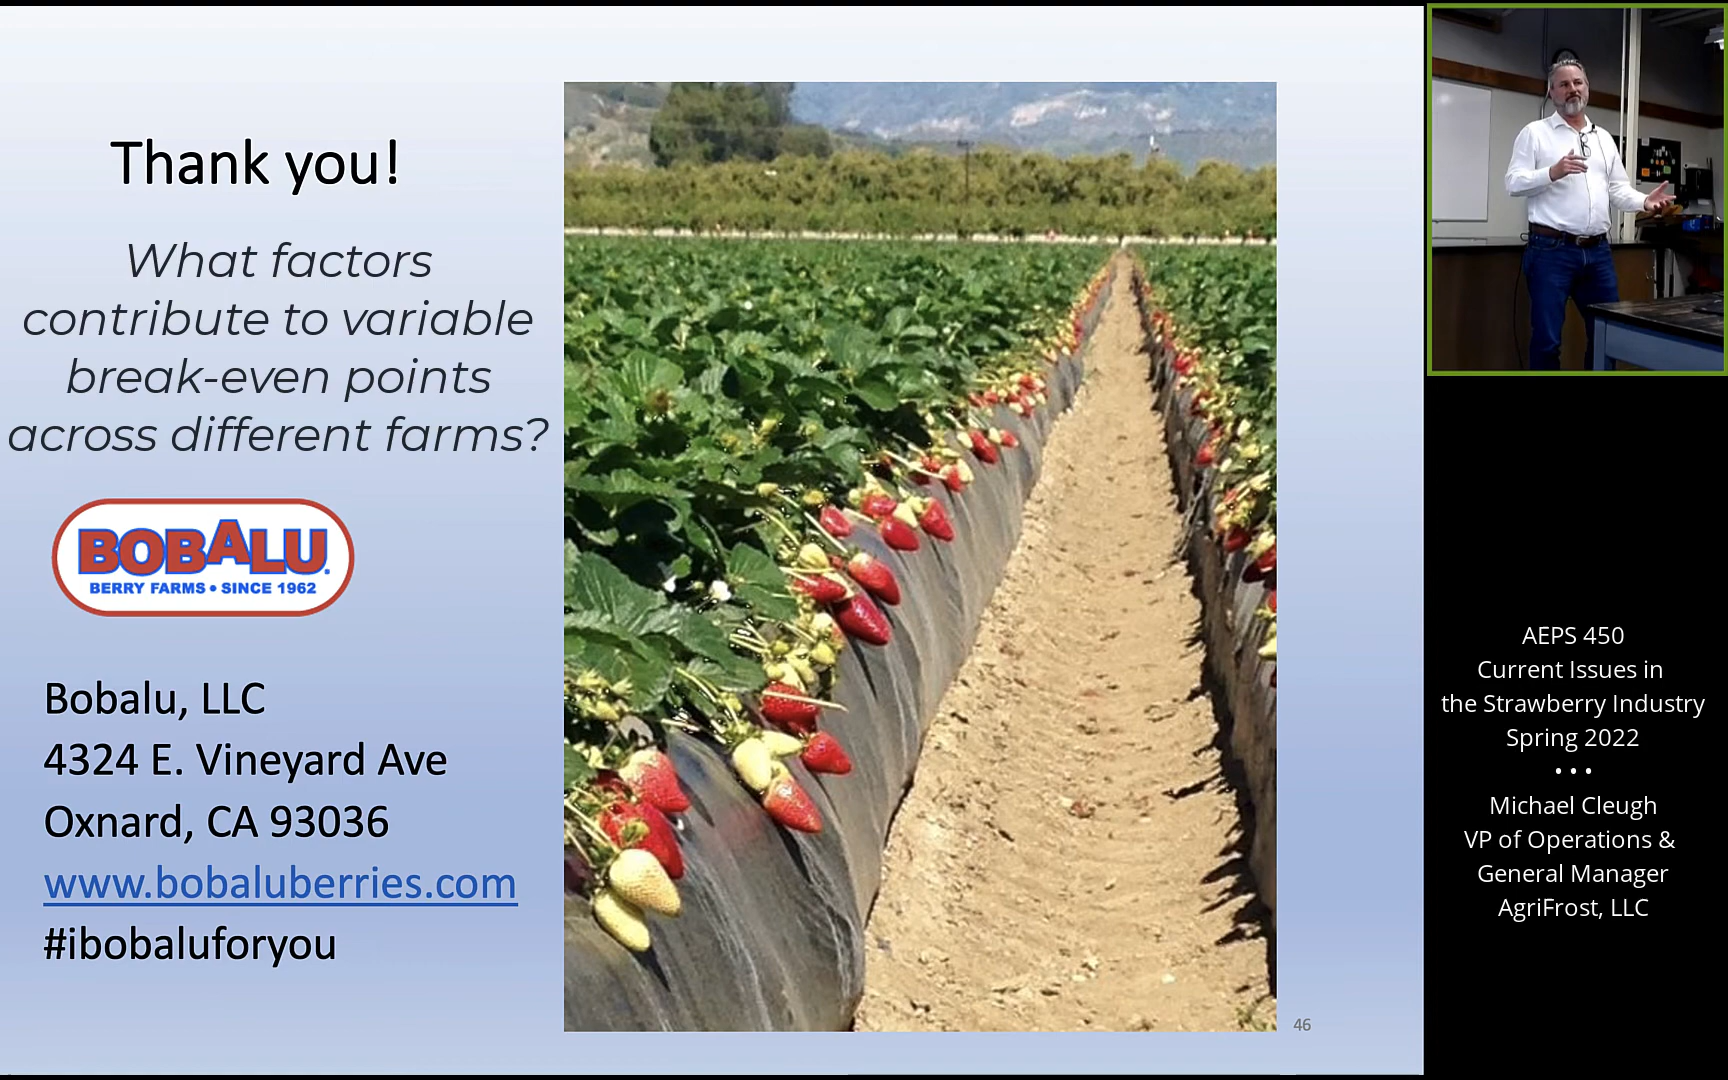 Thank you!
What factors
contribute to variable
break-even points
across different farms?
BOBALU.
BERRY FARMS • SINCE 1962
Bobalu, LLC
4324 E. Vineyard Ave
Oxnard, CA 93036
www.bobaluberries.com
#ibobaluforyou
46
AEPS 450
Current Issues in
the Strawberry Industry
Spring 2022
• • •
Michael Cleugh
VP of Operations &
General Manager
AgriFrost, LLC